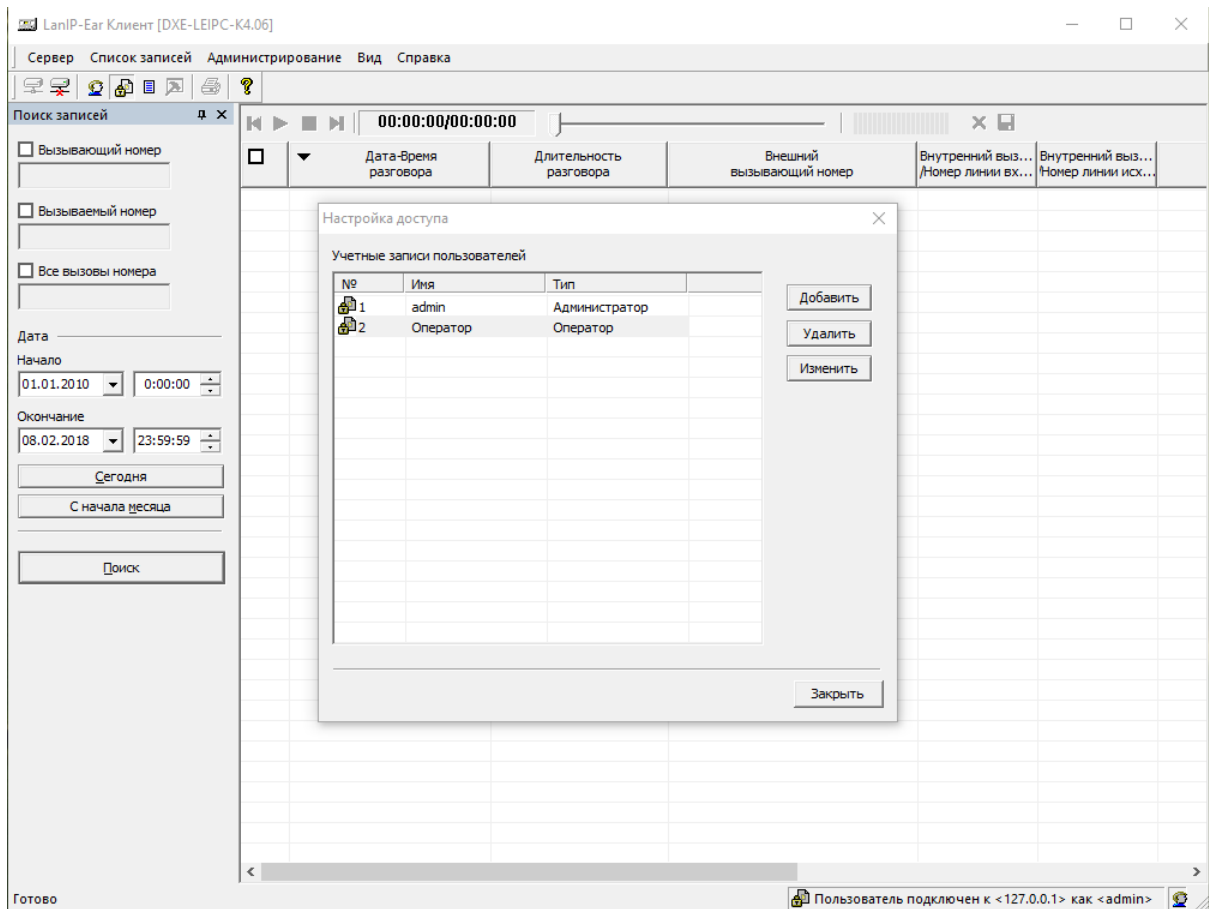 LanIP-Ear Клиент [DXE-LEIPC-K4.06]
Сервер Список записей Администрирование Вид Справка
Поиск записей
00:00:00/00:00:00
Вызывающий номер
Дата-Время разговора
Длительность разговора
Внешний вызывающий номер
Внутренний выз...
/Номер линии вх...
Внутренний выз...
/Номер линии исх...
Вызываемый номер
Все вызовы номера
Дата
Начало
01.01.2010 0:00:00
Окончание
08.02.2018 23:59:59
Сегодня
С начала месяца
Поиск
Настройка доступа
Учетные записи пользователей
№ Имя Тип
1 admin Администратор
2 Оператор Оператор
Добавить
Удалить
Изменить
Закрыть
Готово
Пользователь подключен к <127.0.0.1> как <admin>